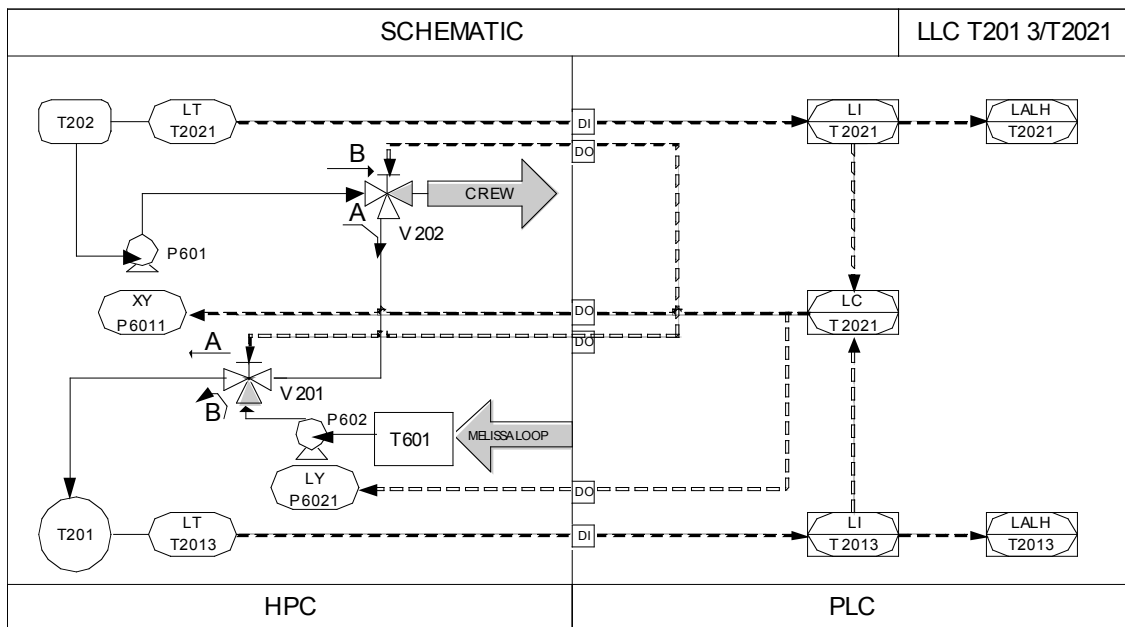 SCHEMATIC
LLC T201 3/T2021
T202
LT
T2021
DI
LI
T 2021
LALH
T2021
DO
B
CREW
A
V 202
P601
XY
P6011
DO
LC
T 2021
DO
A
V 201
B
P602
T601
MELISSA LOOP
LY
P6021
DO
T201
LT
T2013
DI
LI
T 2013
LALH
T2013
HPC
PLC